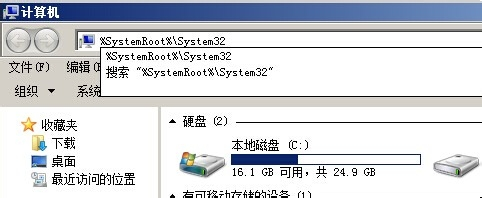 计算机
%SystemRoot%\System32
%SystemRoot%\System32
搜索 "%SystemRoot%\System32"
文件(F) 编辑(E
组织 系统
收藏夹
下载
桌面
最近访问的位置
硬盘 (2)
本地磁盘 (C:)
16.1 GB 可用，共 24.9 GB
有可移动存储的设备 (1)